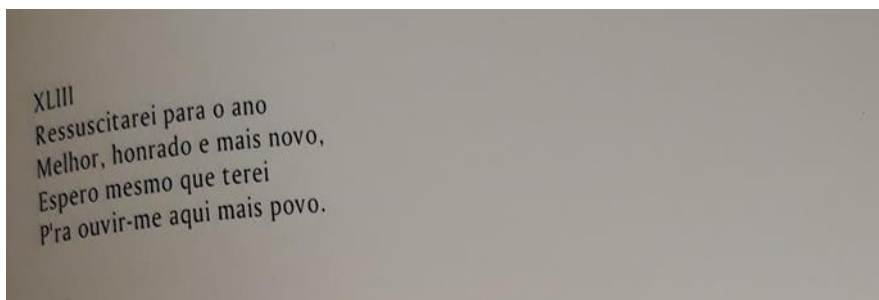 XLIII
Ressuscitarei para o ano
Melhor, honrado e mais novo,
Espero mesmo que terei
P'ra ouvir-me aqui mais povo.